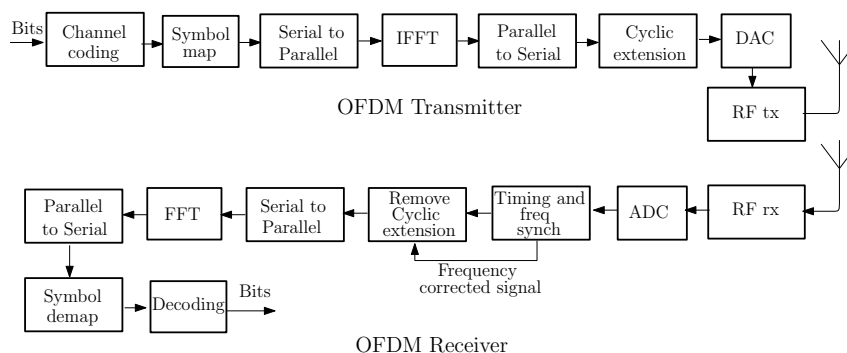 Bits
Channel
coding
Symbol
map
Serial to
Parallel
IFFT
Parallel
to Serial
Cyclic
extension
DAC
RF tx
OFDM Transmitter
Parallel
to Serial
FFT
Serial to
Parallel
Remove
Cyclic
extension
Timing and
freq
synch
ADC
RF rx
Frequency
corrected signal
Symbol
demap
Decoding
Bits
OFDM Receiver